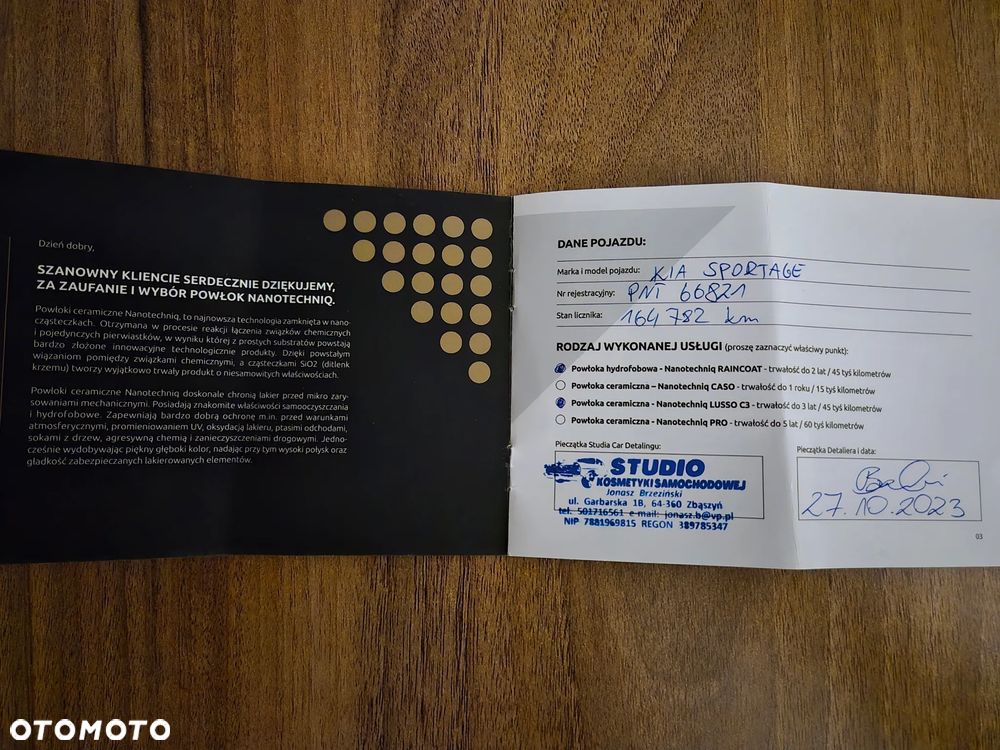 Dzień dobry,
SZANOWNY KLIENCIE SERDECZNIE DZIĘKUJEMY,
ZA ZAUFANIE I WYBÓR POWŁOK NANOTECHNIQ.
Powłoki ceramiczne Nanotechniq, to najnowsza technologia zamknięta w nano-
cząsteczkach. Otrzymana w procesie reakcji łączenia związków chemicznych
i pojedynczych pierwiastków, w wyniku której z prostych substratów powstają
bardzo złożone innowacyjne technologicznie produkty. Dzięki powstałym
wiązaniom pomiędzy związkami chemicznymi, a cząsteczkami SiO2 (ditlenk
krzemu) tworzy wyjątkowo trwały produkt o niesamowitych właściwościach.
Powłoki ceramiczne Nanotechniq doskonale chronią lakier przed mikro zary-
sowaniami mechanicznymi. Posiadają znakomite właściwości samooczyszczania
i hydrofobowe. Zapewniają bardzo dobrą ochronę m.in. przed warunkami
atmosferycznymi, promieniowaniem UV, oksydacją lakieru, ptasimi odchodami,
sokami z drzew, agresywną chemią i zanieczyszczeniami drogowymi. Jedno-
cześnie wydobywając piękny głęboki kolor, nadając przy tym wysoki połysk oraz
gładkość zabezpieczanych lakierowanych elementów.
DANE POJAZDU:
Marka i model pojazdu: KIA SPORTAGE
Nr rejestracyjny: PNT 66821
Stan licznika: 164 782 km
RODZAJ WYKONANEJ USŁUGI (proszę zaznaczyć właściwy punkt):
Powłoka hydrofobowa - Nanotechniq RAINCOAT - trwałość do 2 lat / 45 tyś kilometrów
Powłoka ceramiczna – Nanotechniq CASO - trwałość do 1 roku / 15 tyś kilometrów
Powłoka ceramiczna - Nanotechniq LUSSO C3 - trwałość do 3 lat / 45 tyś kilometrów
Powłoka ceramiczna - Nanotechniq PRO - trwałość do 5 lat / 60 tyś kilometrów
Pieczątka Studia Car Detalingu:
STUDIO
KOSMETYKI SAMOCHODOWEJ
Jonasz Brzeziński
ul. Garbarska 1B, 64-360 Zbąszyń
tel. 501716561 e-mail: jonasz.b@vp.pl
NIP 7881969815 REGON 389785347
Pieczątka Detaliera i data:
27.10.2023
03
OTOMOTO